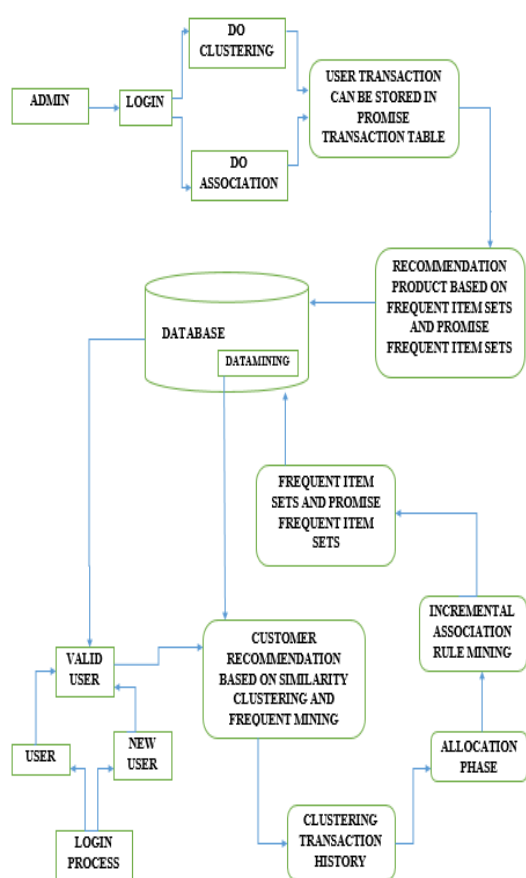 DO
CLUSTERING
ADMIN
LOGIN
USER TRANSACTION
CAN BE STORED IN
PROMISE
TRANSACTION TABLE
DO
ASSOCIATION
RECOMMENDATION
PRODUCT BASED ON
FREQUENT ITEM SETS
AND PROMISE
FREQUENT ITEM SETS
DATABASE
DATAMINING
FREQUENT ITEM
SETS AND PROMISE
FREQUENT ITEM
SETS
INCREMENTAL
ASSOCIATION
RULE MINING
CUSTOMER
RECOMMENDATION
BASED ON SIMILARITY
CLUSTERING AND
FREQUENT MINING
VALID
USER
USER
NEW
USER
ALLOCATION
PHASE
CLUSTERING
TRANSACTION
HISTORY
LOGIN
PROCESS